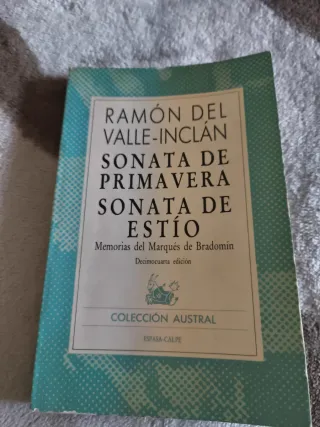 RAMÓN DEL
VALLE-INCLÁN
SONATA DE
PRIMAVERA
SONATA DE
ESTÍO
Memorias del Marqués de Bradomín
Decimocuarta edición
COLECCIÓN AUSTRAL
ESPASA-CALPE